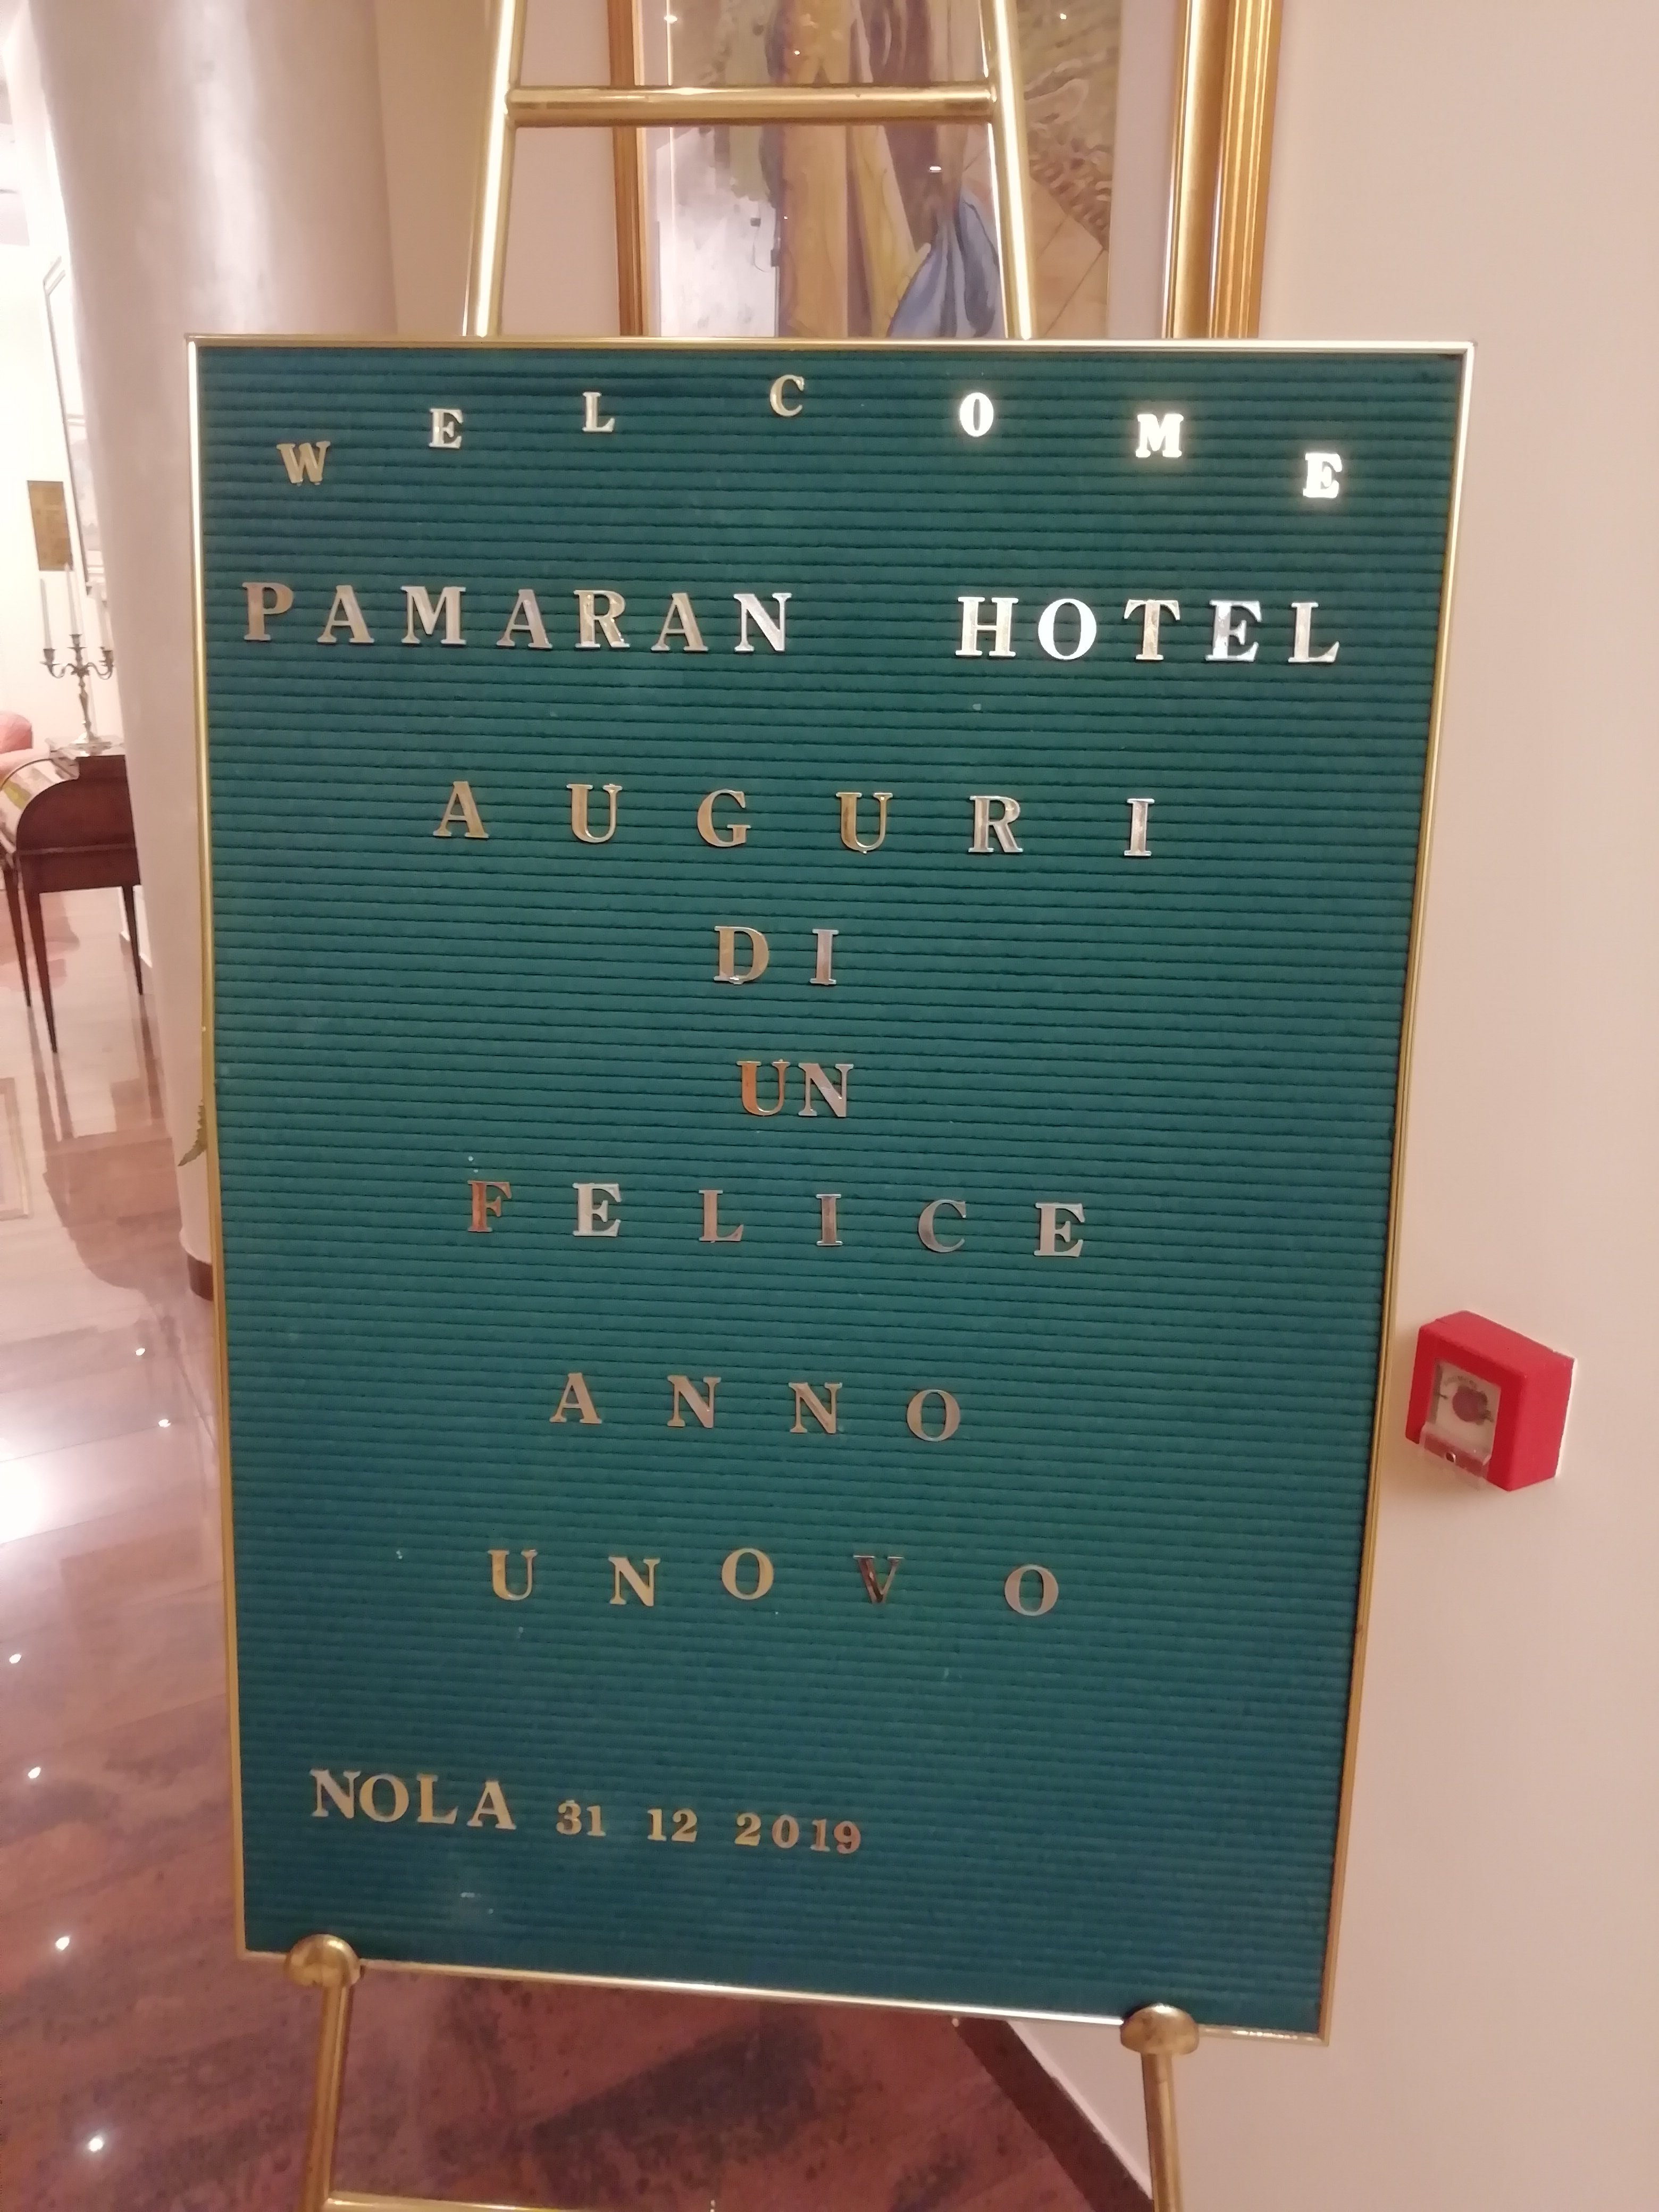 WELCOME
PAMARAN HOTEL
AUGURI
DI
UN
FELICE
ANNO
UNOVO
NOLA 31 12 2019